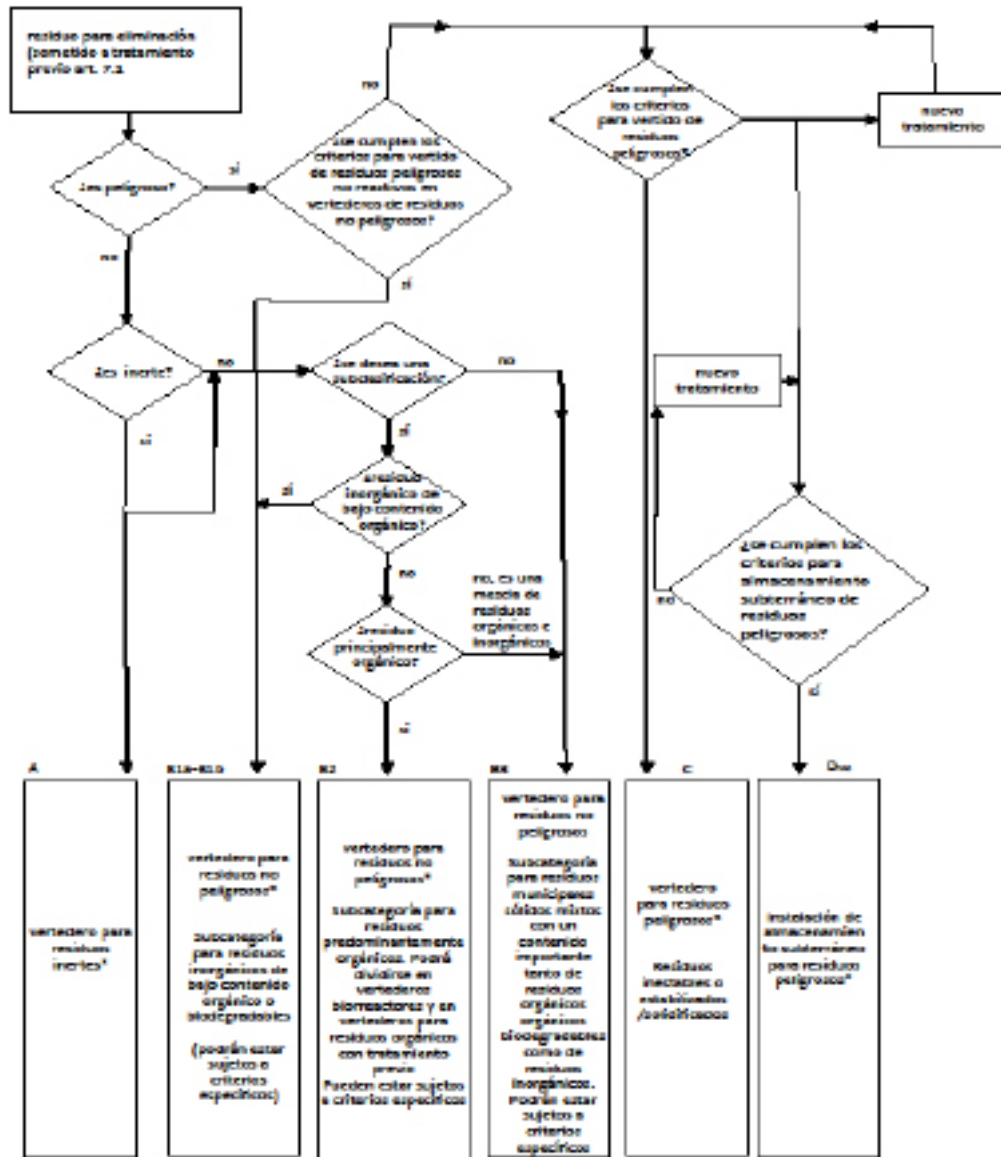 residuo para eliminación
(sometido a tratamiento
previo art. 7.1
¿es peligroso?
sí
no
¿se cumplen los
criterios para vertido
de residuos peligrosos
no reactivos en
vertederos de residuos
no peligrosos?
no
sí
¿se cumplen
los criterios
para vertido de
residuos
peligrosos?
nuevo
tratamiento
¿es inerte?
no
sí
¿se desea una
subclasificación?
no
sí
¿residuo
inorgánico de
bajo contenido
orgánico?
sí
no
¿residuo
principalmente
orgánico?
no, es una
mezcla de
residuos
orgánicos e
inorgánicos
sí
nuevo
tratamiento
¿se cumplen los
criterios para
almacenamiento
subterráneo de
residuos
peligrosos?
no
sí
A
vertedero para
residuos
inertes*
B1a-B1b
vertedero para
residuos no
peligrosos*
Subcategoría
para residuos
inorgánicos de
bajo contenido
orgánico o
biodegradables
(podrán estar
sujetos a
criterios
específicos)
B2
vertedero para
residuos no
peligrosos*
Subcategoría para
residuos
predominantemente
orgánicos. Podrá
dividirse en
vertederos
biorreactores y en
vertederos para
residuos orgánicos
con tratamiento
previo
Pueden estar sujetos
a criterios específicos
B3
vertedero para
residuos no
peligrosos
Subcategoría
para residuos
municipales
sólidos mixtos
con un
contenido
importante
tanto de
residuos
orgánicos
orgánicos
biodegradables
como de
residuos
inorgánicos.
Podrán estar
sujetos a
criterios
específicos
C
vertedero
para residuos
peligrosos*
Residuos
inestables o
estabilizados
/solidificados
instalación de
almacenamien
to subterráneo
para residuos
peligrosos*